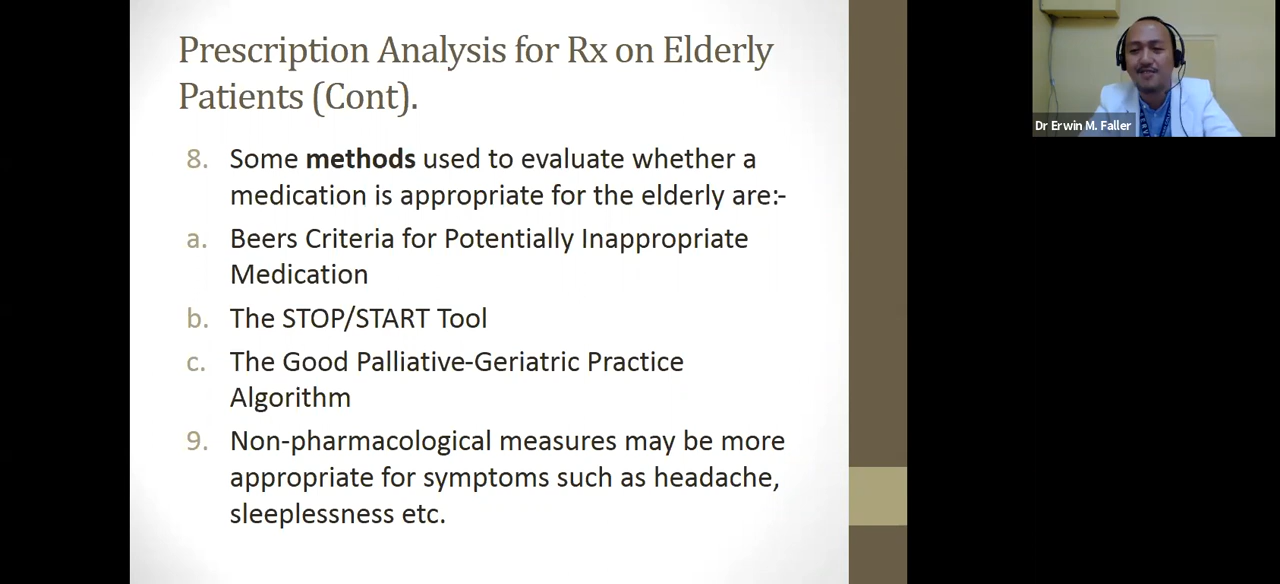 Prescription Analysis for Rx on Elderly
Patients (Cont).
8. Some methods used to evaluate whether a
medication is appropriate for the elderly are:-
a. Beers Criteria for Potentially Inappropriate
Medication
b. The STOP/START Tool
c. The Good Palliative-Geriatric Practice
Algorithm
9. Non-pharmacological measures may be more
appropriate for symptoms such as headache,
sleeplessness etc.
Dr Erwin M. Faller